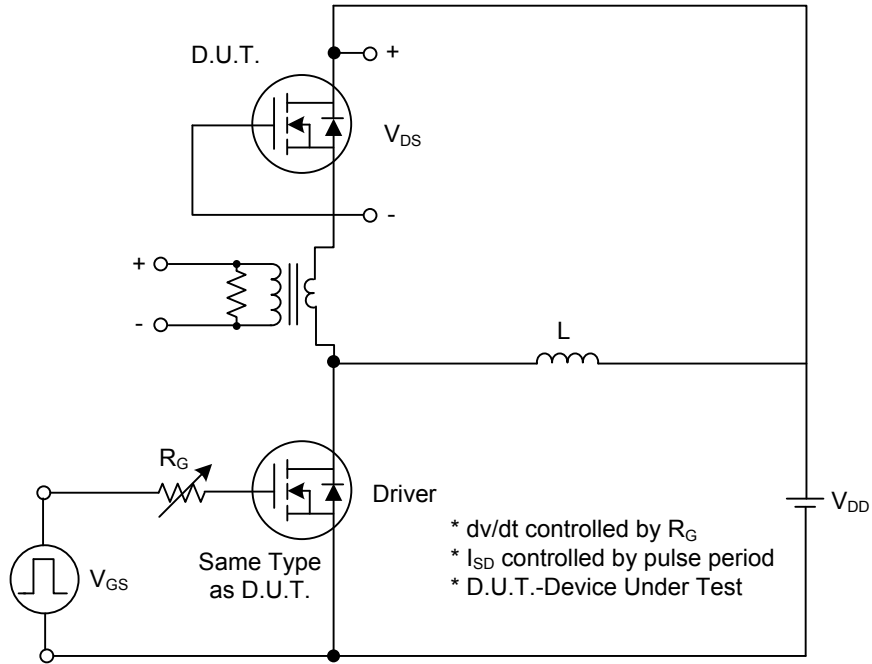 D.U.T.
+
V_DS
-
+
-
L
R_G
Driver
V_DD
V_GS
Same Type
as D.U.T.
* dv/dt controlled by R_G
* I_SD controlled by pulse period
* D.U.T.-Device Under Test